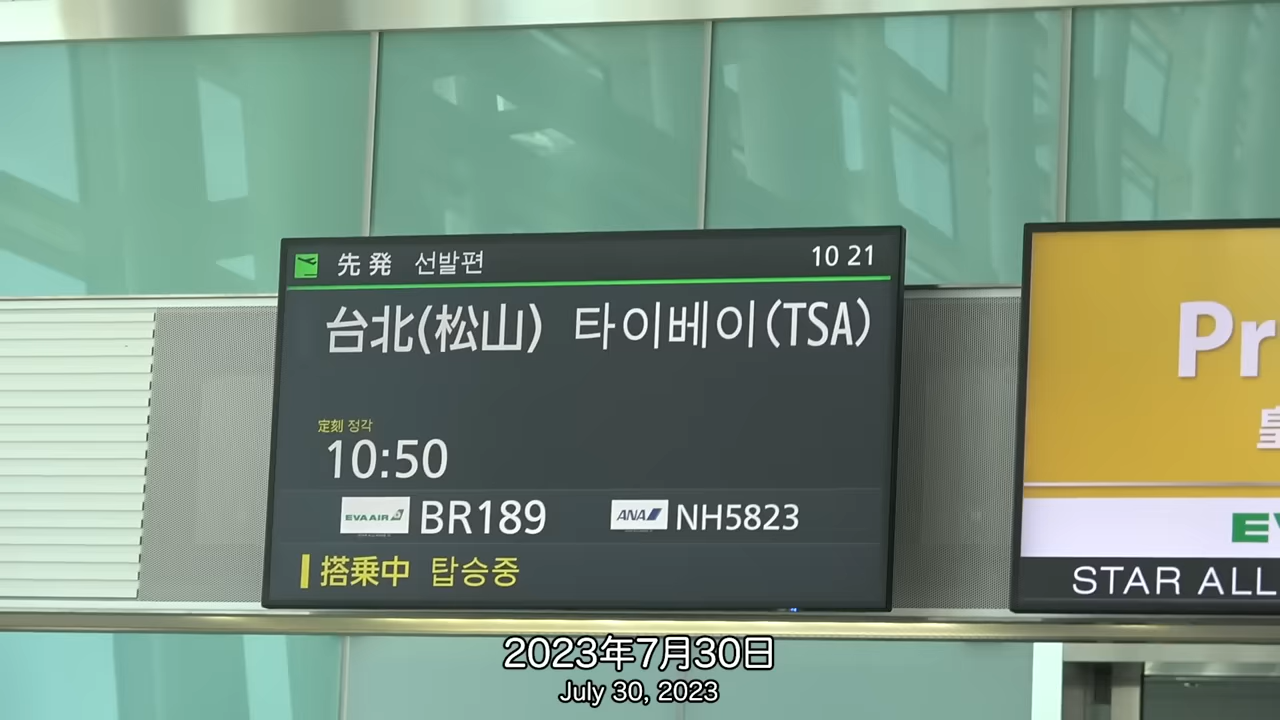 先発 선발편 10 21
台北(松山) 타이베이(TSA)
定刻 정각
10:50
EVA AIR BR189 ANA NH5823
搭乗中 탑승중
Pr
皇
EV
STAR ALL
2023年7月30日
July 30, 2023